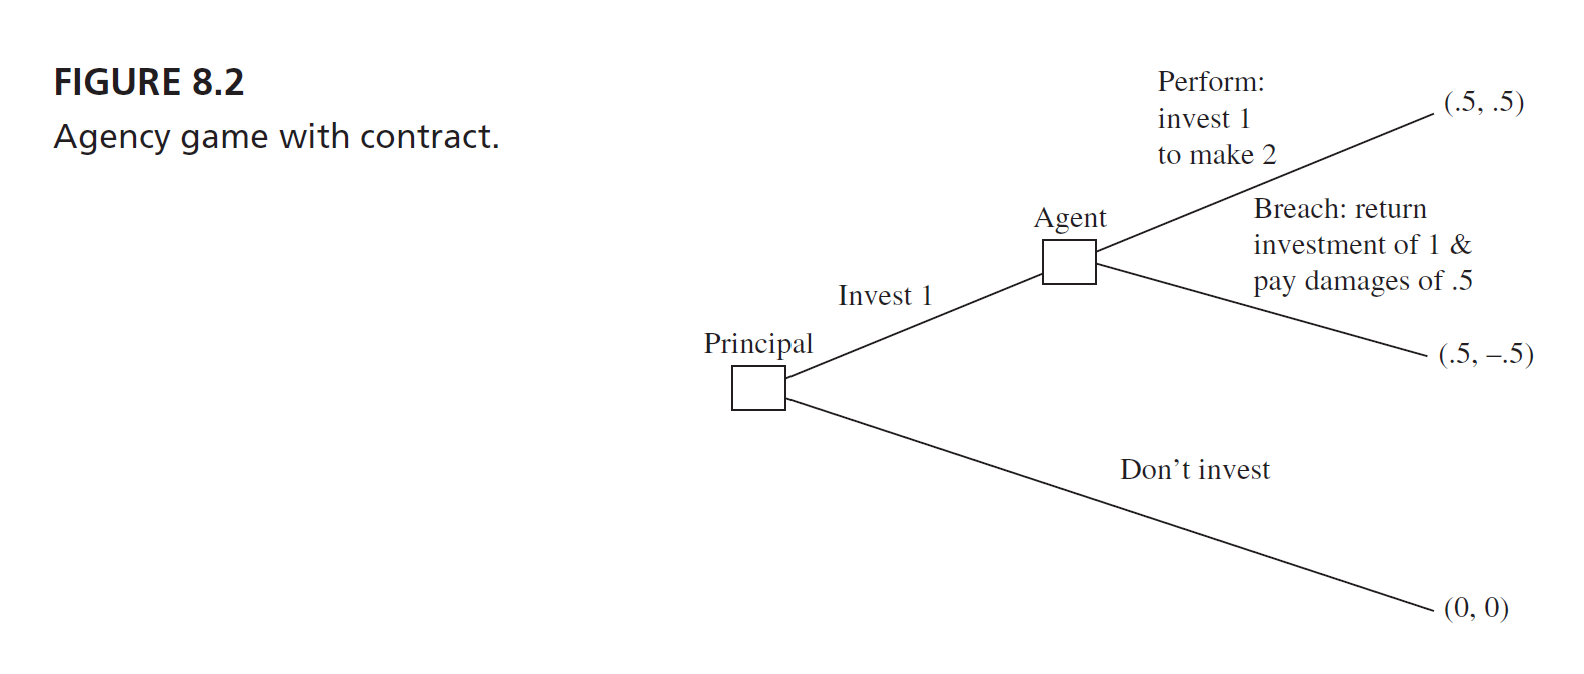 FIGURE 8.2
Agency game with contract.
Perform:
invest 1
to make 2
(.5, .5)
Agent
Breach: return
investment of 1 &
pay damages of .5
Invest 1
Principal
(.5, –.5)
Don’t invest
(0, 0)